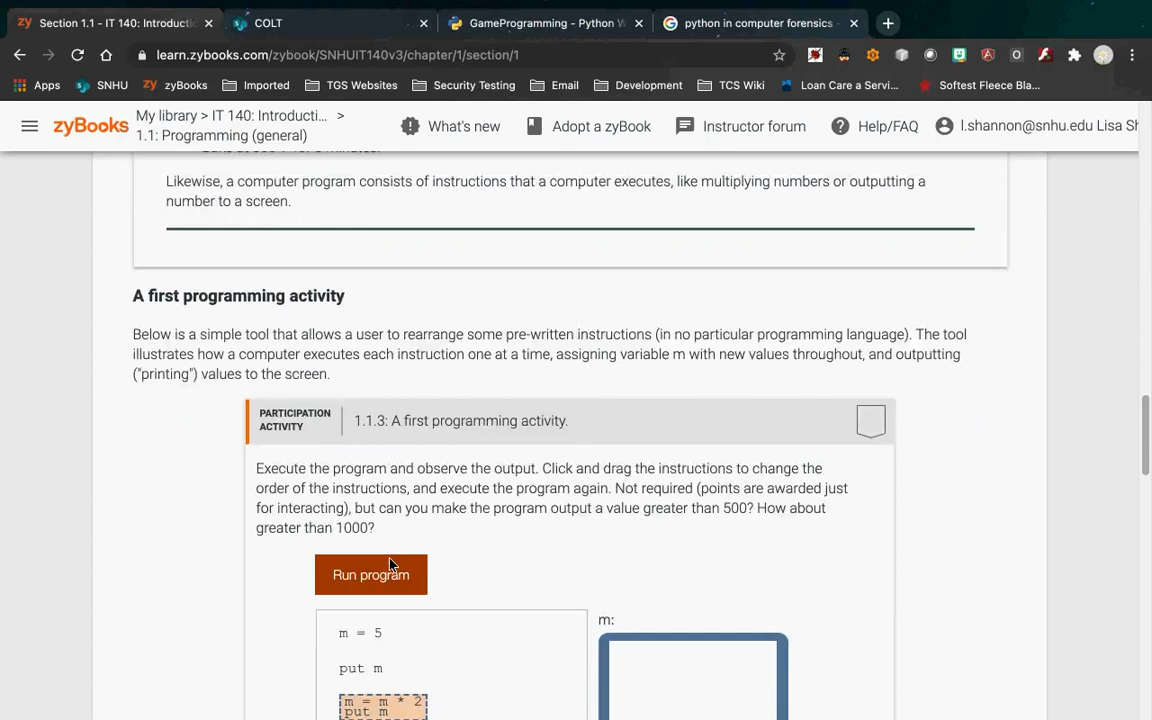 Section 1.1 - IT 140: Introducti
COLT
GameProgramming - Python W
python in computer forensics
learn.zybooks.com/zybook/SNHUIT140v3/chapter/1/section/1
Apps SNHU zyBooks Imported TGS Websites Security Testing Email Development TCS Wiki Loan Care a Servi... Softest Fleece Bla...
zyBooks
My library > IT 140: Introducti... >
1.1: Programming (general)
What's new
Adopt a zyBook
Instructor forum
Help/FAQ
l.shannon@snhu.edu Lisa Sh
Likewise, a computer program consists of instructions that a computer executes, like multiplying numbers or outputting a
number to a screen.
A first programming activity
Below is a simple tool that allows a user to rearrange some pre-written instructions (in no particular programming language). The tool
illustrates how a computer executes each instruction one at a time, assigning variable m with new values throughout, and outputting
("printing") values to the screen.
PARTICIPATION
ACTIVITY
1.1.3: A first programming activity.
Execute the program and observe the output. Click and drag the instructions to change the
order of the instructions, and execute the program again. Not required (points are awarded just
for interacting), but can you make the program output a value greater than 500? How about
greater than 1000?
Run program
m = 5
m:
put m
m = m * 2
put m